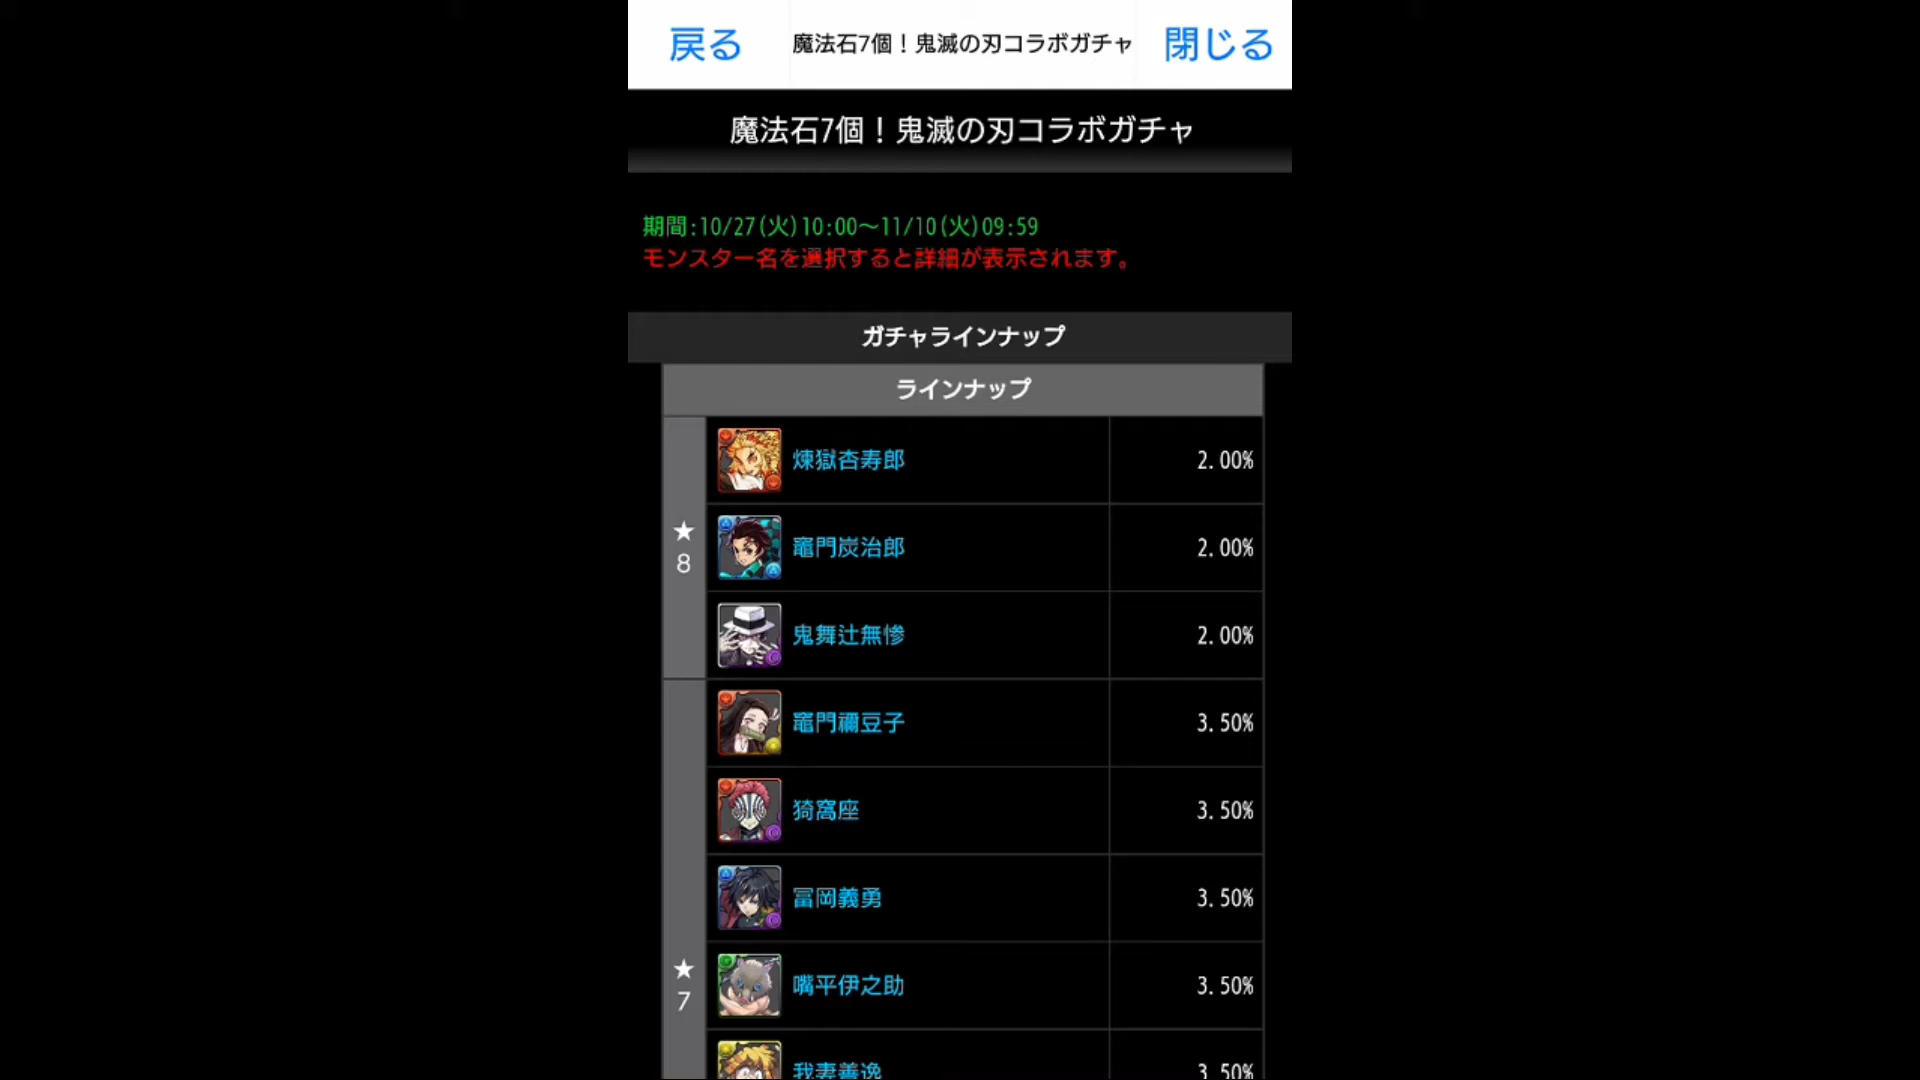 戻る
魔法石7個！鬼滅の刃コラボガチャ
閉じる
魔法石7個！鬼滅の刃コラボガチャ
期間:10/27(火)10:00〜11/10(火)09:59
モンスター名を選択すると詳細が表示されます。
ガチャラインナップ
ラインナップ
★
8
煉獄杏寿郎 2.00%
竈門炭治郎 2.00%
鬼舞辻無惨 2.00%
★
7
竈門禰豆子 3.50%
猗窩座 3.50%
冨岡義勇 3.50%
嘴平伊之助 3.50%
我妻善逸 3.50%